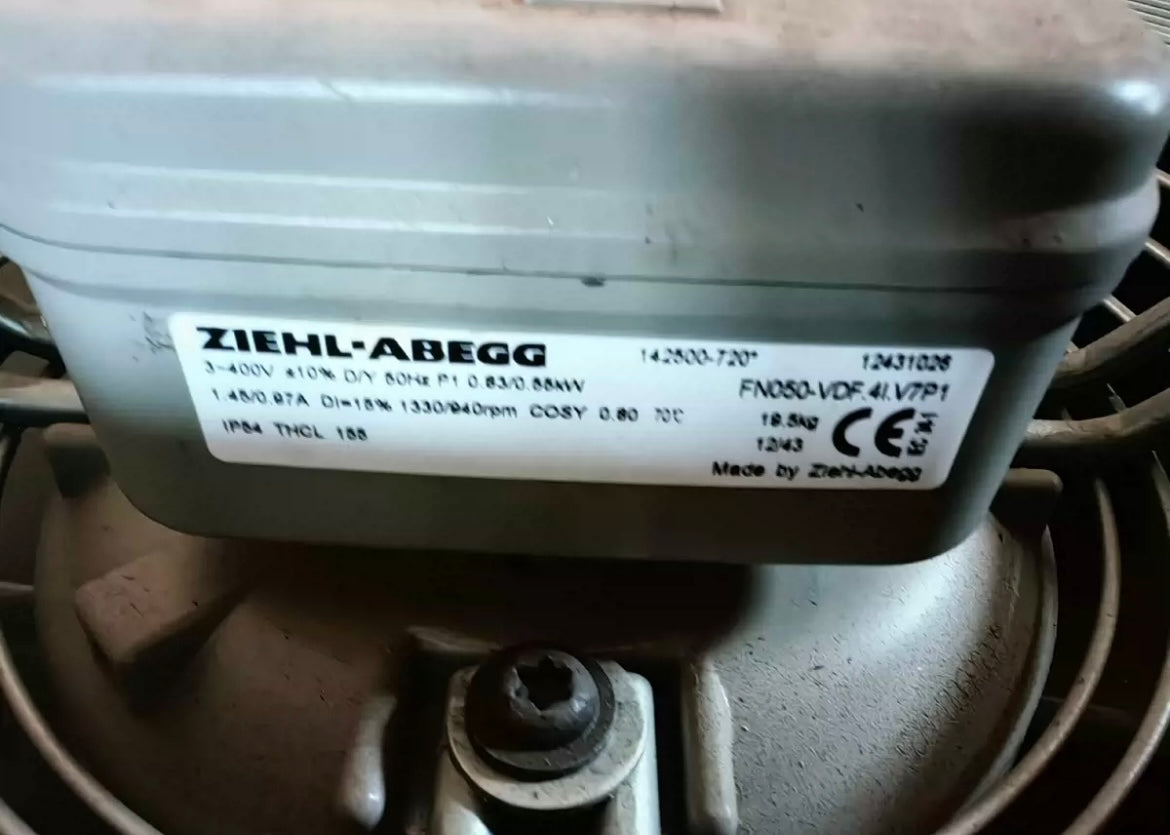 ZIEHL-ABEGG 142500-720* 12431026
3~400V ±10% D/Y 50Hz P1 0.83/0.55kW FN050-VDF.4I.V7P1
1.45/0.97A DI=15% 1330/940rpm COSY 0.80 70°C 19.5kg CE
IP54 THCL 155 12/43
Made by Ziehl-Abegg